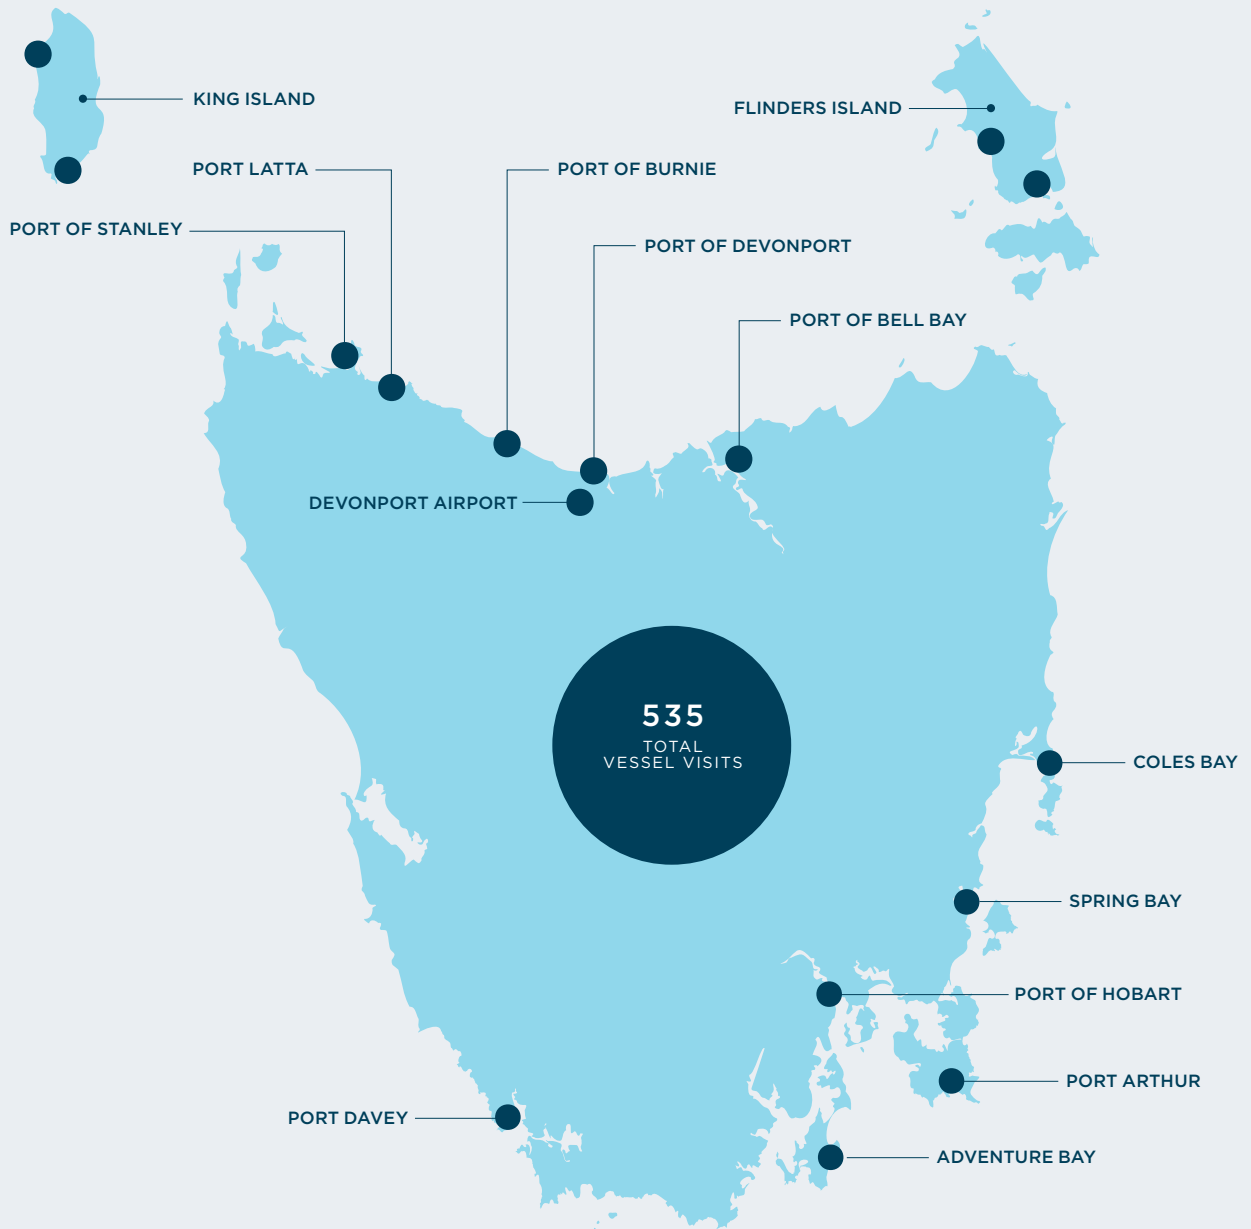 KING ISLAND
FLINDERS ISLAND
PORT LATTA
PORT OF BURNIE
PORT OF STANLEY
PORT OF DEVONPORT
PORT OF BELL BAY
DEVONPORT AIRPORT
535
TOTAL
VESSEL VISITS
COLES BAY
SPRING BAY
PORT OF HOBART
PORT ARTHUR
PORT DAVEY
ADVENTURE BAY